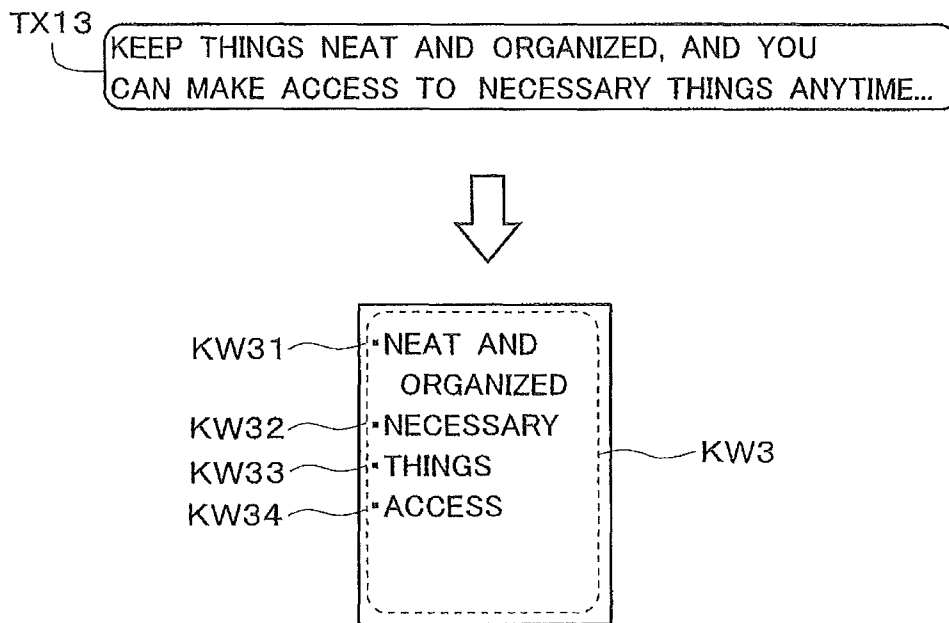 TX13
KEEP THINGS NEAT AND ORGANIZED, AND YOU
CAN MAKE ACCESS TO NECESSARY THINGS ANYTIME...
KW31
▪NEAT AND
ORGANIZED
KW32
▪NECESSARY
KW33
▪THINGS
KW3
KW34
▪ACCESS